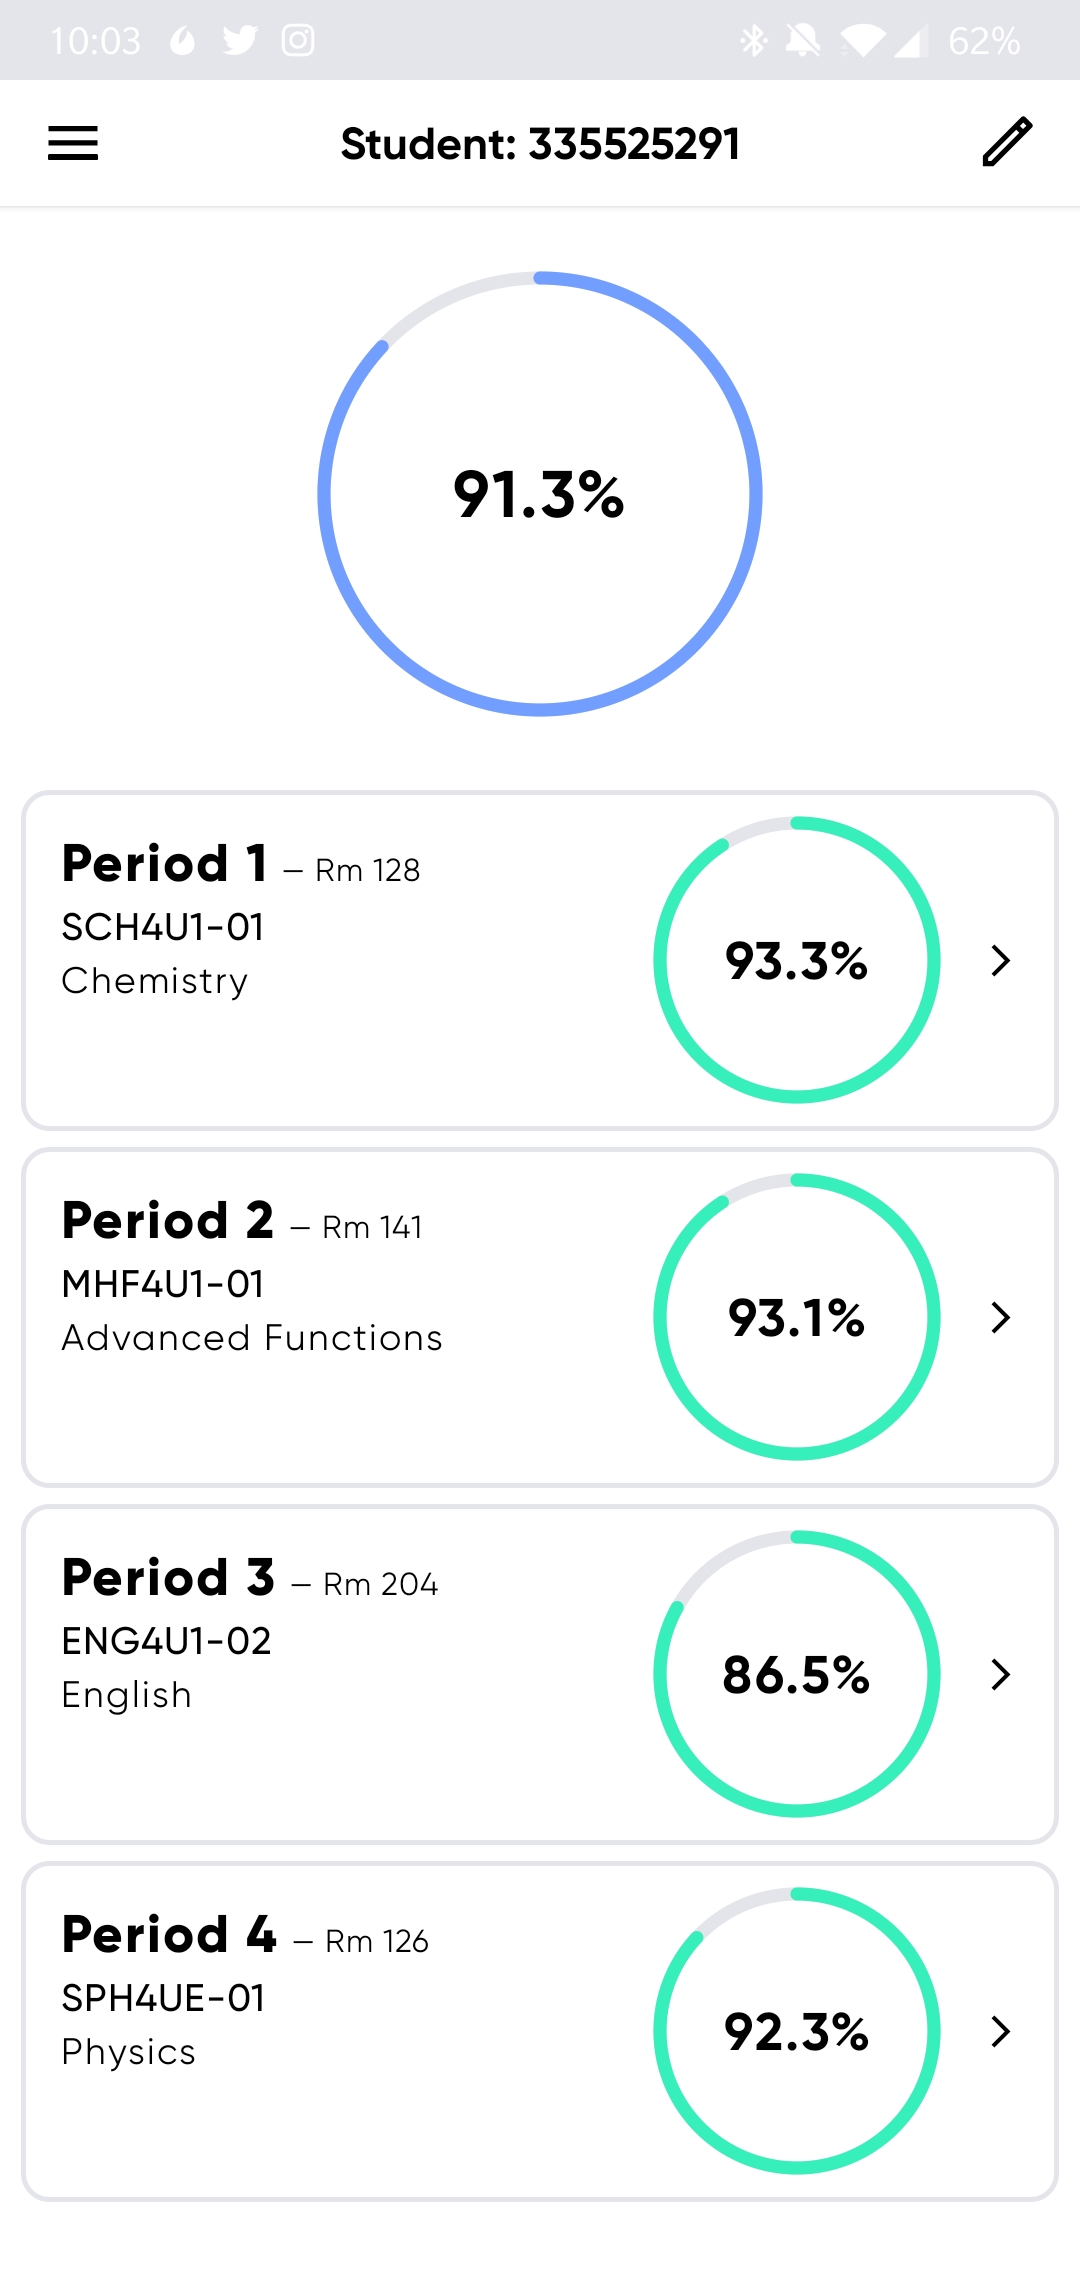 10:03 62%
Student: 335525291
91.3%
Period 1 – Rm 128
SCH4U1-01
Chemistry
93.3%
Period 2 – Rm 141
MHF4U1-01
Advanced Functions
93.1%
Period 3 – Rm 204
ENG4U1-02
English
86.5%
Period 4 – Rm 126
SPH4UE-01
Physics
92.3%